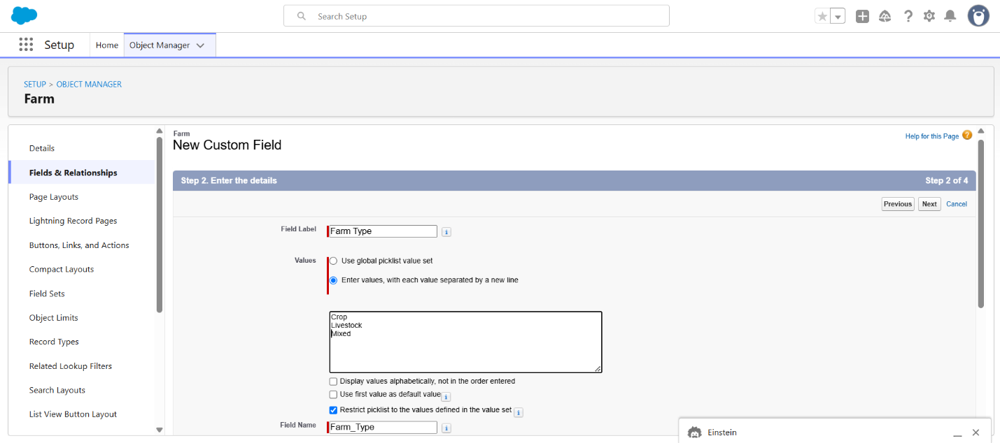 Search Setup
Setup
Home
Object Manager
SETUP > OBJECT MANAGER
Farm
Details
Fields & Relationships
Page Layouts
Lightning Record Pages
Buttons, Links, and Actions
Compact Layouts
Field Sets
Object Limits
Record Types
Related Lookup Filters
Search Layouts
List View Button Layout
Farm
New Custom Field
Help for this Page ?
Step 2. Enter the details
Step 2 of 4
Previous Next Cancel
Field Label Farm Type i
Values Use global picklist value set
Enter values, with each value separated by a new line
Crop
Livestock
Mixed
Display values alphabetically, not in the order entered
Use first value as default value i
Restrict picklist to the values defined in the value set i
Field Name Farm_Type i
Einstein